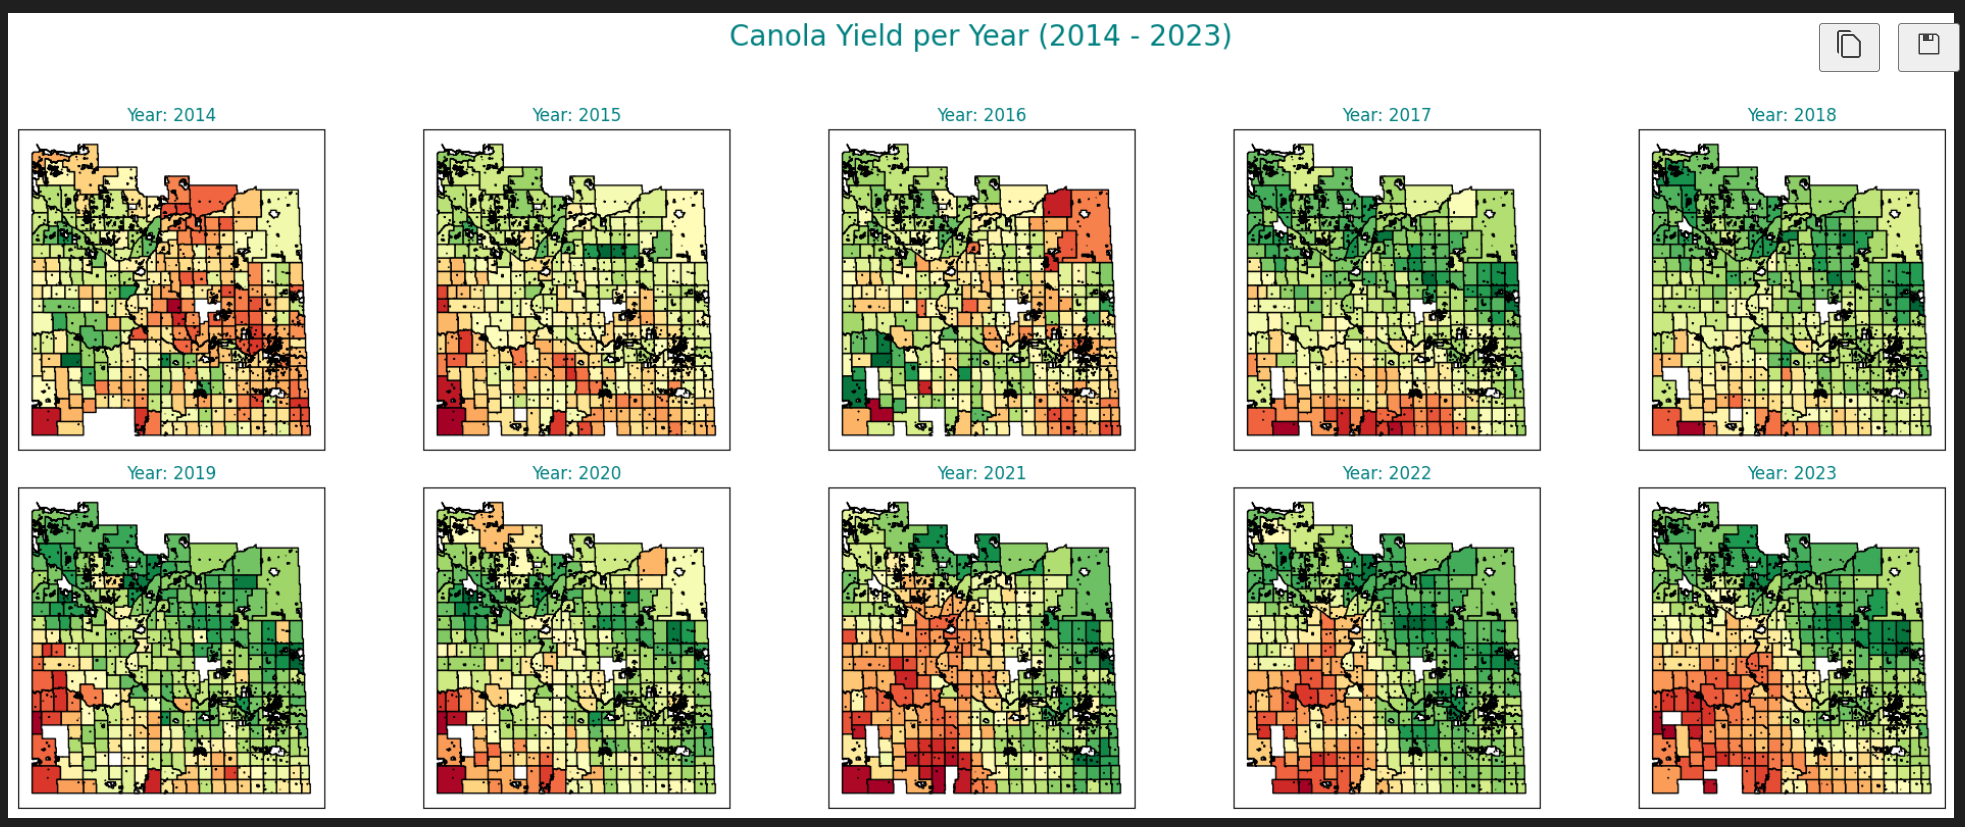 Canola Yield per Year (2014 - 2023)
Year: 2014
Year: 2015
Year: 2016
Year: 2017
Year: 2018
Year: 2019
Year: 2020
Year: 2021
Year: 2022
Year: 2023